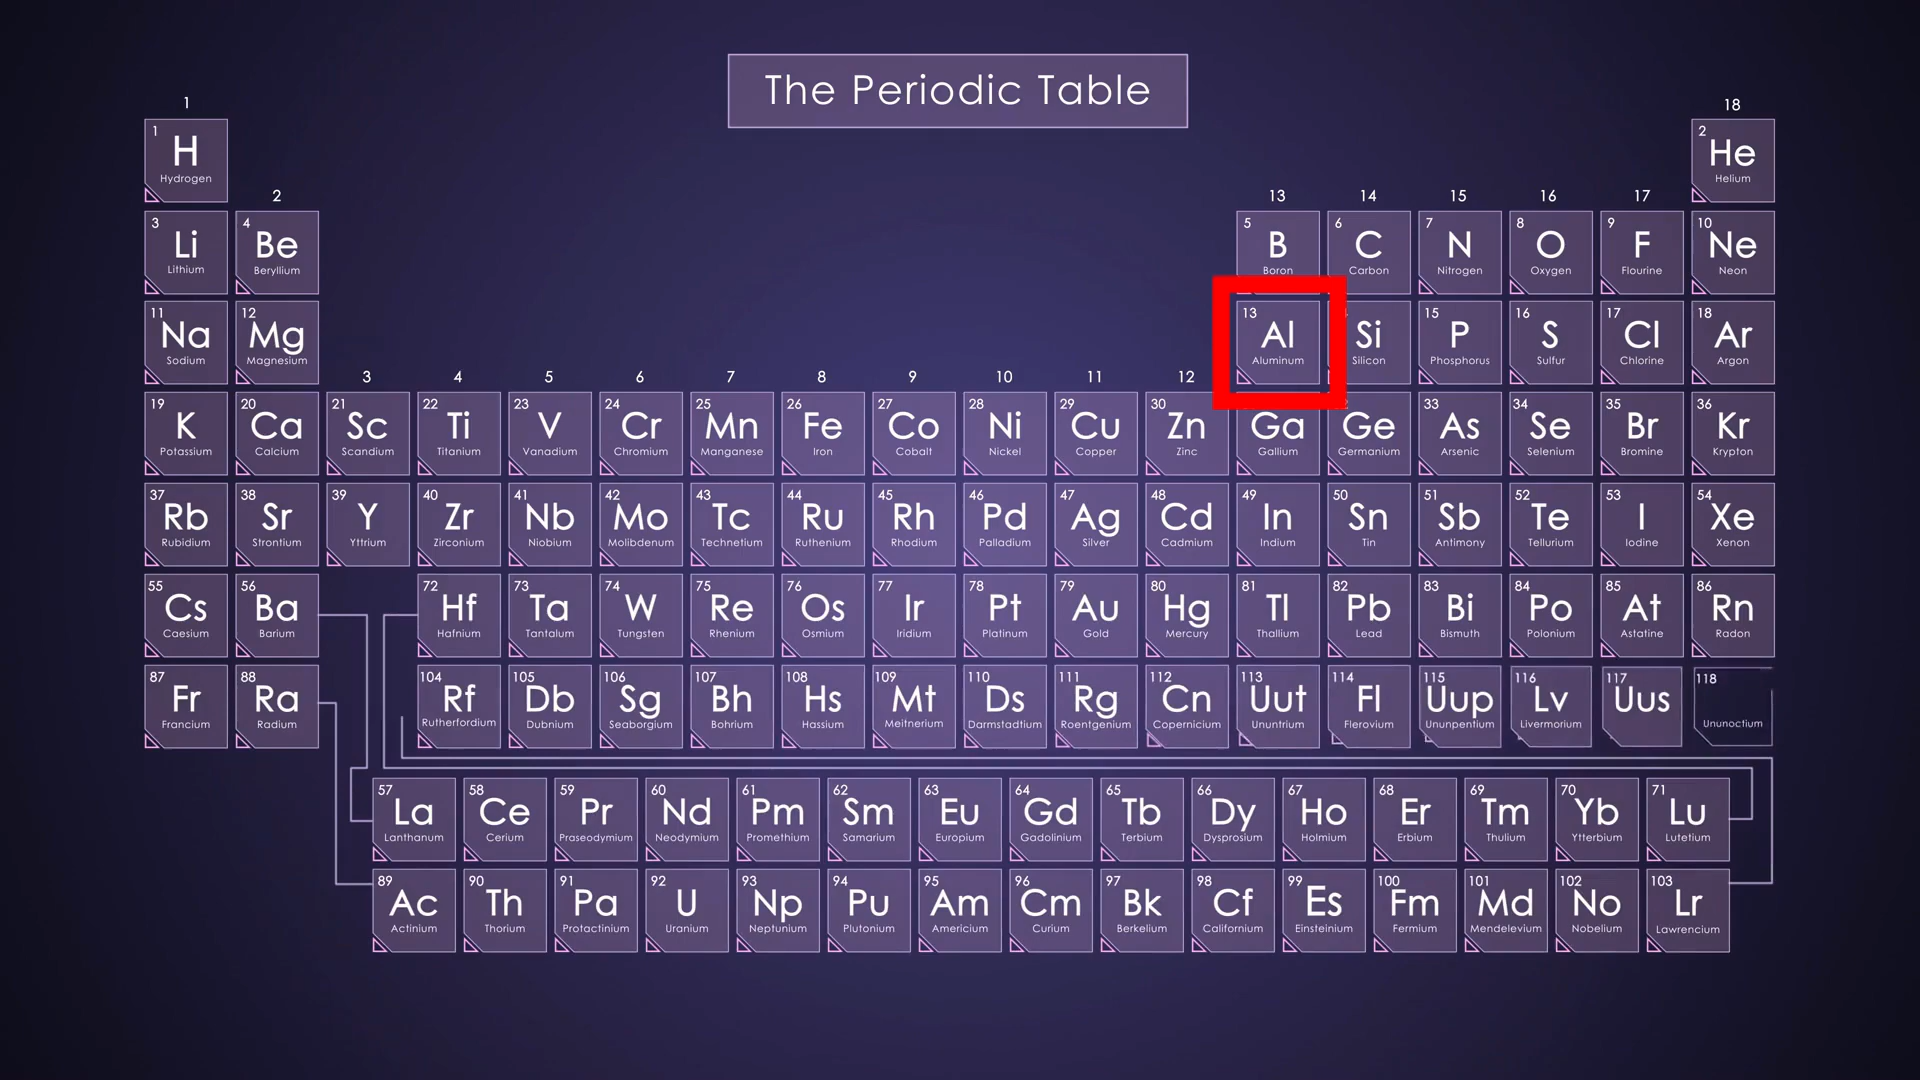 The Periodic Table
1
18
1
H
Hydrogen
2
He
Helium
2
13
14
15
16
17
3
Li
Lithium
4
Be
Beryllium
5
B
Boron
6
C
Carbon
7
N
Nitrogen
8
O
Oxygen
9
F
Flourine
10
Ne
Neon
11
Na
Sodium
12
Mg
Magnesium
13
Al
Aluminum
Si
Silicon
15
P
Phosphorus
16
S
Sulfur
17
Cl
Chlorine
18
Ar
Argon
3
4
5
6
7
8
9
10
11
12
19
K
Potassium
20
Ca
Calcium
21
Sc
Scandium
22
Ti
Titanium
23
V
Vanadium
24
Cr
Chromium
25
Mn
Manganese
26
Fe
Iron
27
Co
Cobalt
28
Ni
Nickel
29
Cu
Copper
30
Zn
Zinc
Ga
Gallium
Ge
Germanium
33
As
Arsenic
34
Se
Selenium
35
Br
Bromine
36
Kr
Krypton
37
Rb
Rubidium
38
Sr
Strontium
39
Y
Yttrium
40
Zr
Zirconium
41
Nb
Niobium
42
Mo
Molibdenum
43
Tc
Technetium
44
Ru
Ruthenium
45
Rh
Rhodium
46
Pd
Palladium
47
Ag
Silver
48
Cd
Cadmium
49
In
Indium
50
Sn
Tin
51
Sb
Antimony
52
Te
Tellurium
53
I
Iodine
54
Xe
Xenon
55
Cs
Caesium
56
Ba
Barium
72
Hf
Hafnium
73
Ta
Tantalum
74
W
Tungsten
75
Re
Rhenium
76
Os
Osmium
77
Ir
Iridium
78
Pt
Platinum
79
Au
Gold
80
Hg
Mercury
81
Tl
Thallium
82
Pb
Lead
83
Bi
Bismuth
84
Po
Polonium
85
At
Astatine
86
Rn
Radon
87
Fr
Francium
88
Ra
Radium
104
Rf
Rutherfordium
105
Db
Dubnium
106
Sg
Seaborgium
107
Bh
Bohrium
108
Hs
Hassium
109
Mt
Meitnerium
110
Ds
Darmstadtium
111
Rg
Roentgenium
112
Cn
Copernicium
113
Uut
Ununtrium
114
Fl
Flerovium
115
Uup
Ununpentium
116
Lv
Livermorium
117
Uus
118
Ununoctium
57
La
Lanthanum
58
Ce
Cerium
59
Pr
Praseodymium
60
Nd
Neodymium
61
Pm
Promethium
62
Sm
Samarium
63
Eu
Europium
64
Gd
Gadolinium
65
Tb
Terbium
66
Dy
Dysprosium
67
Ho
Holmium
68
Er
Erbium
69
Tm
Thulium
70
Yb
Ytterbium
71
Lu
Lutetium
89
Ac
Actinium
90
Th
Thorium
91
Pa
Protactinium
92
U
Uranium
93
Np
Neptunium
94
Pu
Plutonium
95
Am
Americium
96
Cm
Curium
97
Bk
Berkelium
98
Cf
Californium
99
Es
Einsteinium
100
Fm
Fermium
101
Md
Mendelevium
102
No
Nobelium
103
Lr
Lawrencium